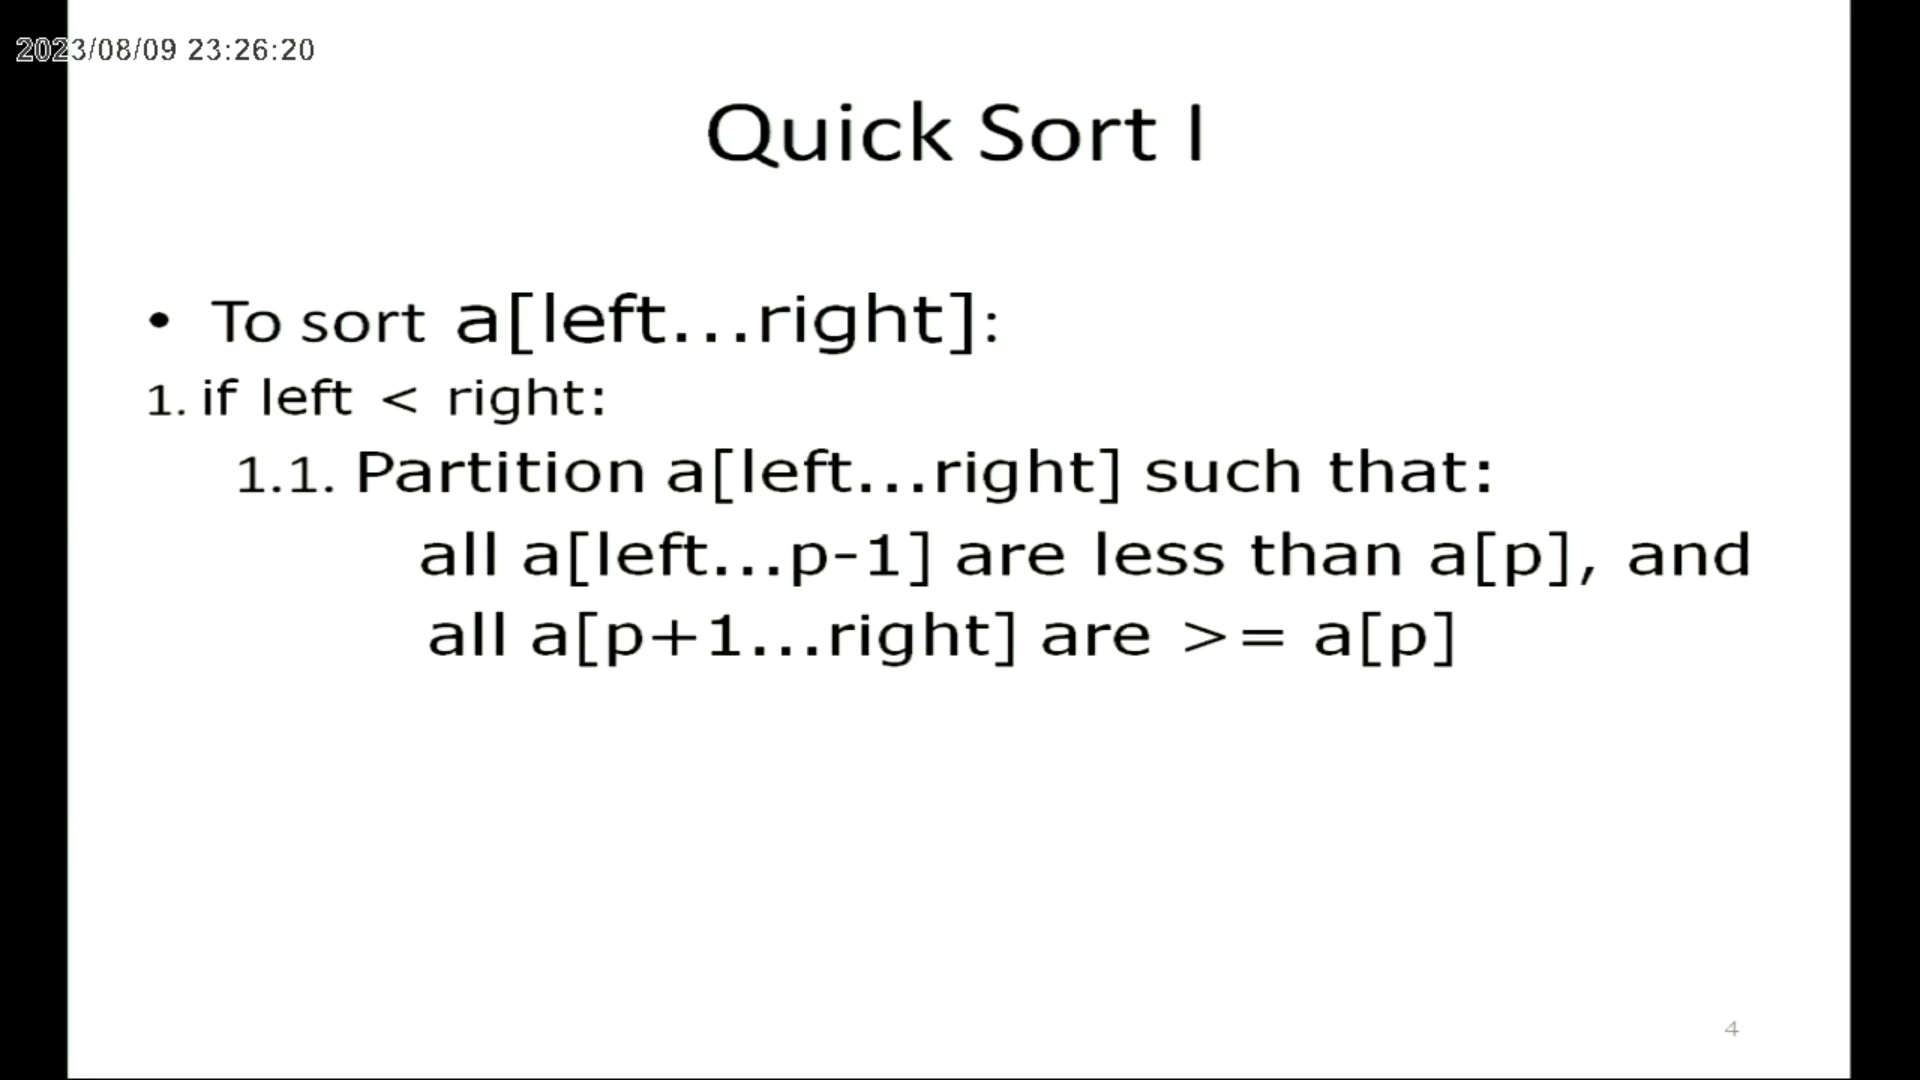 2023/08/09 23:26:20
Quick Sort I
• To sort a[left...right]:
1. if left < right:
1.1. Partition a[left...right] such that:
all a[left...p-1] are less than a[p], and
all a[p+1...right] are >= a[p]
4